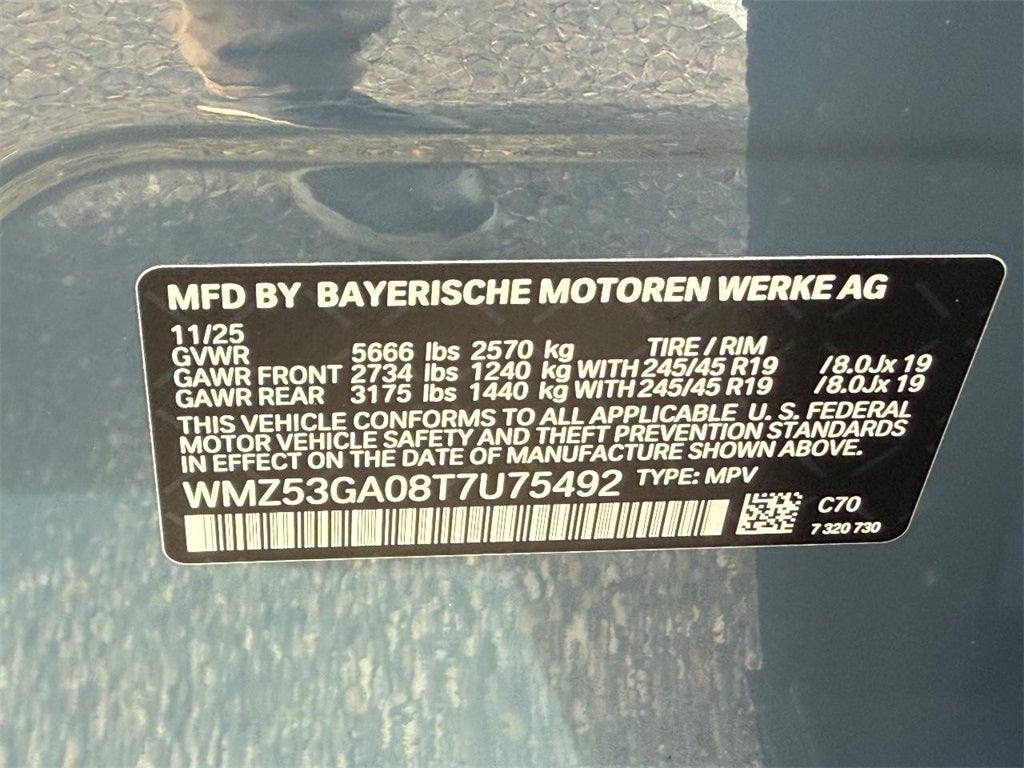 MFD BY BAYERISCHE MOTOREN WERKE AG
11/25
GVWR 5666 lbs 2570 kg TIRE / RIM
GAWR FRONT 2734 lbs 1240 kg WITH 245/45 R19 /8.0Jx 19
GAWR REAR 3175 lbs 1440 kg WITH 245/45 R19 /8.0Jx 19
THIS VEHICLE CONFORMS TO ALL APPLICABLE U. S. FEDERAL
MOTOR VEHICLE SAFETY AND THEFT PREVENTION STANDARDS
IN EFFECT ON THE DATE OF MANUFACTURE SHOWN ABOVE.
WMZ53GA08T7U75492 TYPE: MPV
C70
7 320 730